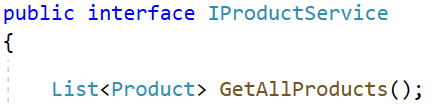 public interface IProductService
{
List<Product> GetAllProducts();